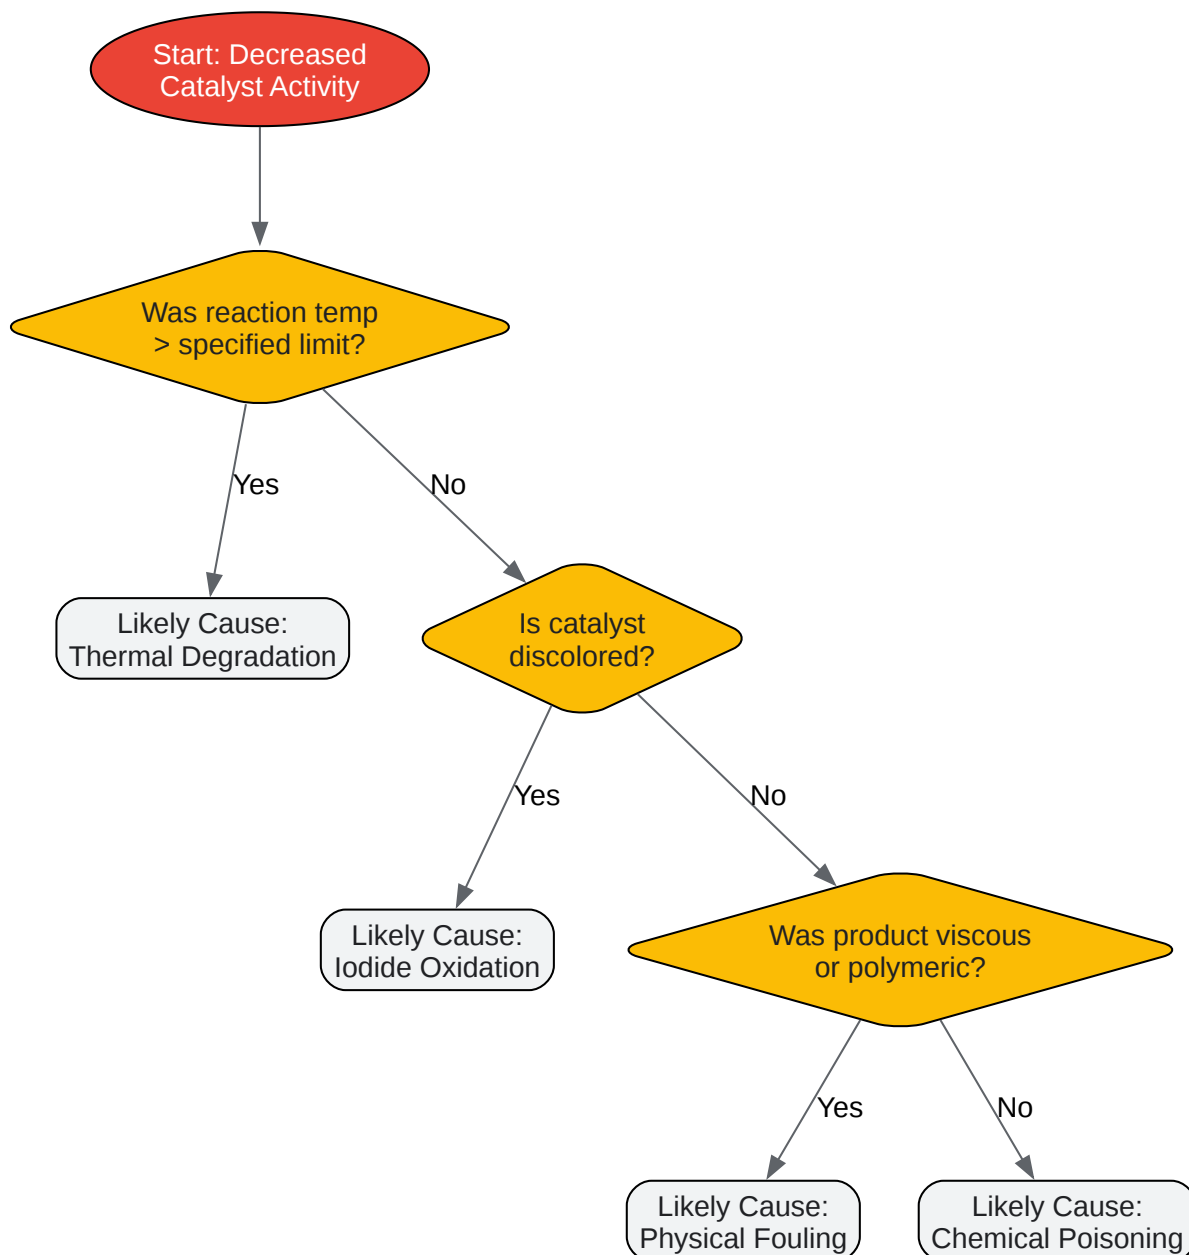 Start: Decreased
Catalyst Activity
Was reaction temp
> specified limit?
Yes
No
Likely Cause:
Thermal Degradation
Is catalyst
discolored?
Yes
No
Likely Cause:
Iodide Oxidation
Was product viscous
or polymeric?
Yes
No
Likely Cause:
Physical Fouling
Likely Cause:
Chemical Poisoning